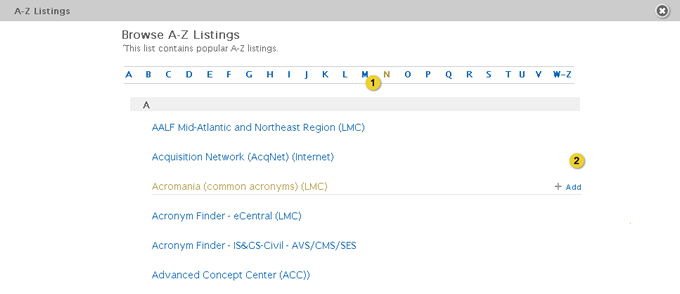 A-Z Listings
Browse A-Z Listings
*This list contains popular A-Z listings.
A B C D E F G H I J K L M N O P Q R S T U V W-Z
1
A
AALF Mid-Atlantic and Northeast Region (LMC)
Acquisition Network (AcqNet) (Internet)
2
Acromania (common acronyms) (LMC) + Add
Acronym Finder - eCentral (LMC)
Acronym Finder - IS&GS-Civil - AVS/CMS/SES
Advanced Concept Center (ACC))